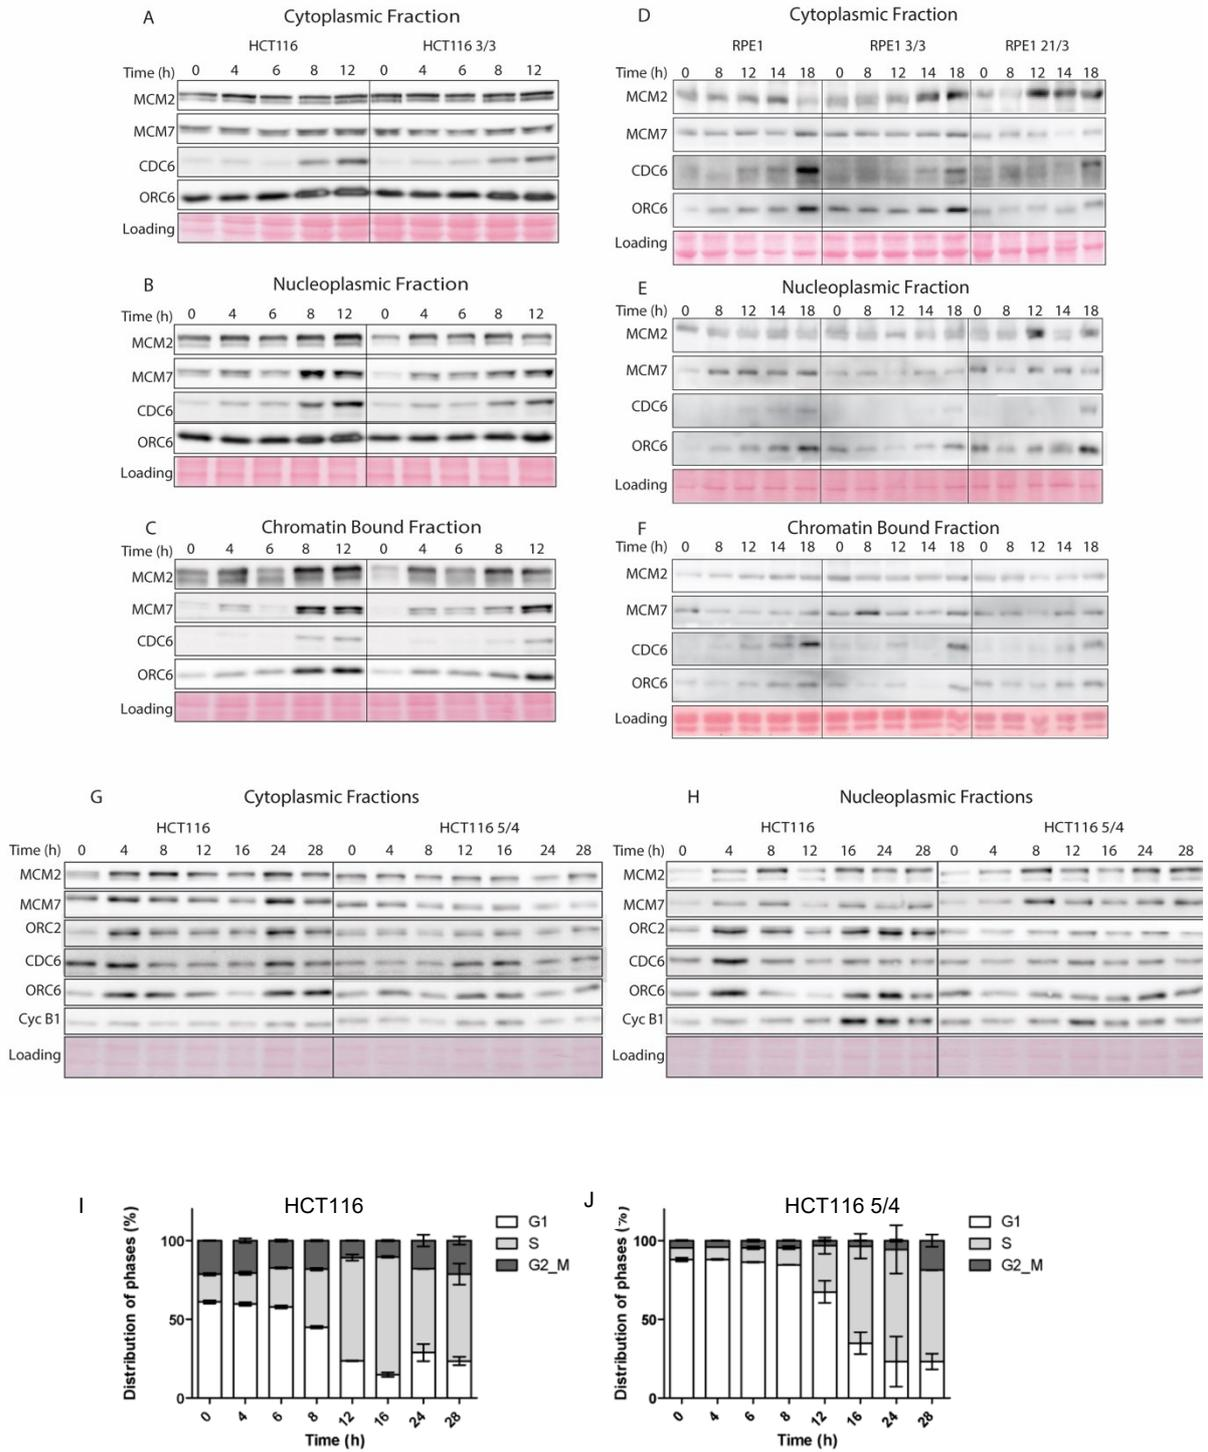 A Cytoplasmic Fraction
HCT116 HCT116 3/3
Time (h) 0 4 6 8 12 0 4 6 8 12
MCM2
MCM7
CDC6
ORC6
Loading
B Nucleoplasmic Fraction
Time (h) 0 4 6 8 12 0 4 6 8 12
MCM2
MCM7
CDC6
ORC6
Loading
C Chromatin Bound Fraction
Time (h) 0 4 6 8 12 0 4 6 8 12
MCM2
MCM7
CDC6
ORC6
Loading
D Cytoplasmic Fraction
RPE1 RPE1 3/3 RPE1 21/3
Time (h) 0 8 12 14 18 0 8 12 14 18 0 8 12 14 18
MCM2
MCM7
CDC6
ORC6
Loading
E Nucleoplasmic Fraction
Time (h) 0 8 12 14 18 0 8 12 14 18 0 8 12 14 18
MCM2
MCM7
CDC6
ORC6
Loading
F Chromatin Bound Fraction
Time (h) 0 8 12 14 18 0 8 12 14 18 0 8 12 14 18
MCM2
MCM7
CDC6
ORC6
Loading
G Cytoplasmic Fractions
HCT116 HCT116 5/4
Time (h) 0 4 8 12 16 24 28 0 4 8 12 16 24 28
MCM2
MCM7
ORC2
CDC6
ORC6
Cyc B1
Loading
H Nucleoplasmic Fractions
HCT116 HCT116 5/4
Time (h) 0 4 8 12 16 24 28 0 4 8 12 16 24 28
MCM2
MCM7
ORC2
CDC6
ORC6
Cyc B1
Loading
I HCT116
Distribution of phases (%)
100
50
0
0 4 6 8 12 16 24 28
Time (h)
G1
S
G2_M
J HCT116 5/4
Distribution of phases (%)
100
50
0
0 4 6 8 12 16 24 28
Time (h)
G1
S
G2_M